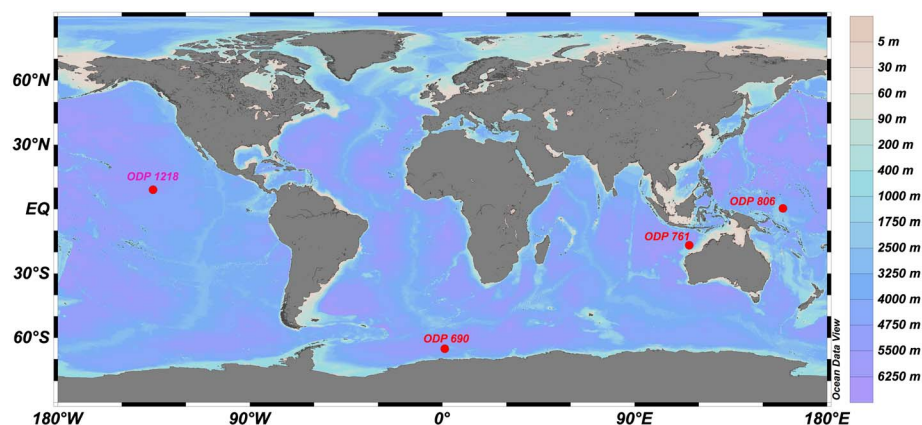 60°N
30°N
EQ
30°S
60°S
180°W
90°W
0°
90°E
180°E
ODP 1218
ODP 806
ODP 761
ODP 690
Ocean Data View
5 m
30 m
60 m
90 m
200 m
400 m
1000 m
1750 m
2500 m
3250 m
4000 m
4750 m
5500 m
6250 m